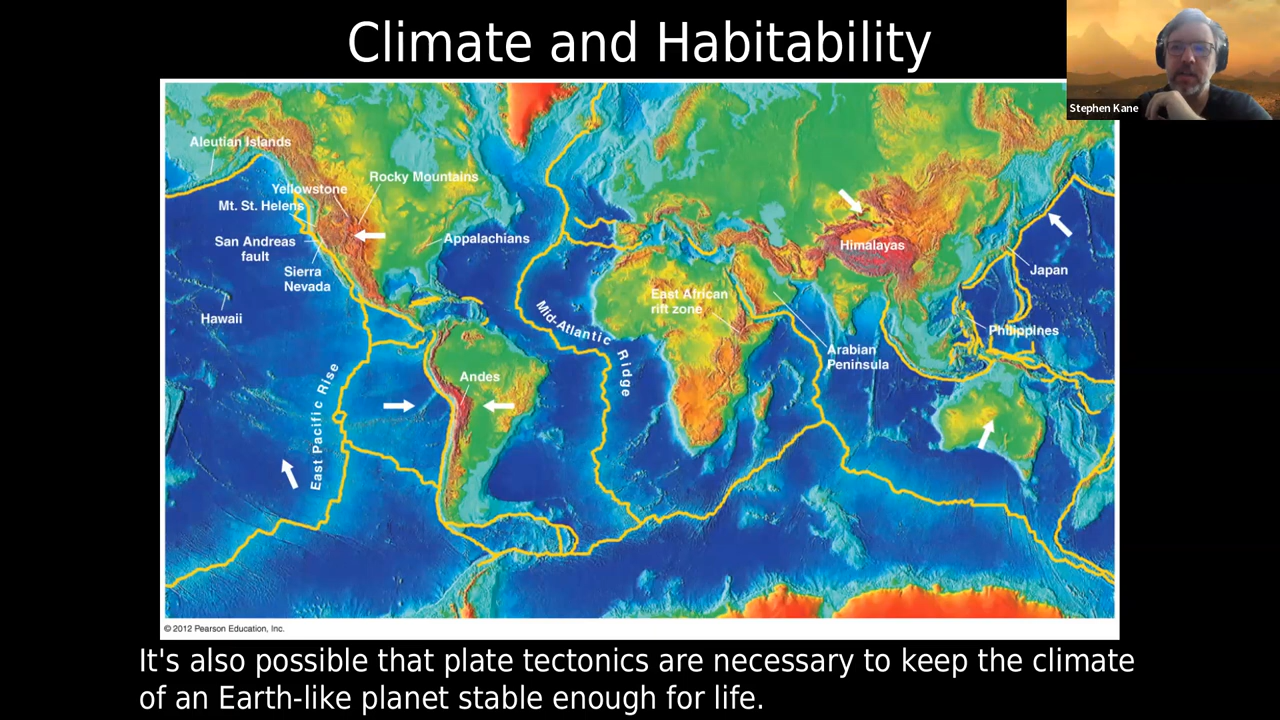 Climate and Habitability
Stephen Kane
Aleutian Islands
Rocky Mountains
Yellowstone
Mt. St. Helens
San Andreas
fault
Appalachians
Sierra
Nevada
Hawaii
Himalayas
Japan
East African
rift zone
Mid-Atlantic Ridge
Philippines
Arabian
Peninsula
Andes
East Pacific Rise
© 2012 Pearson Education, Inc.
It's also possible that plate tectonics are necessary to keep the climate
of an Earth-like planet stable enough for life.